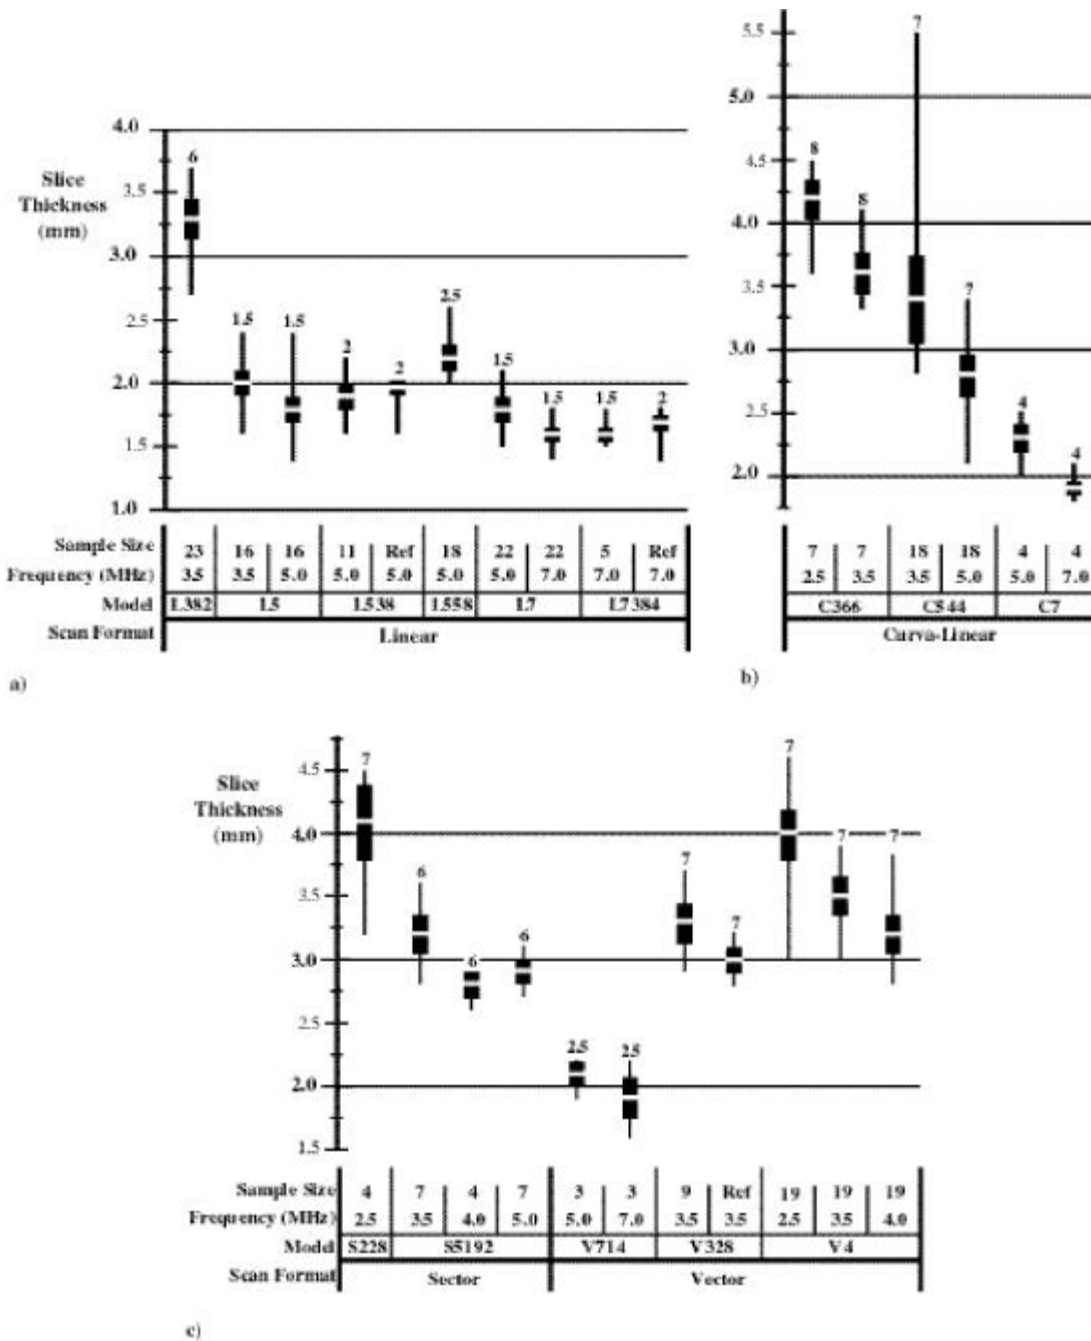 4.0
6
Slice
Thickness
(mm)
3.5
3.0
2.5
2.5
1.5
1.5
2
2
1.5
1.5
1.5
2
2.0
1.5
1.0
Sample Size 23 16 16 11 Ref 18 22 22 5 Ref
Frequency (MHz) 3.5 3.5 5.0 5.0 5.0 5.0 5.0 7.0 7.0 7.0
Model L382 L5 L538 L558 L7 L7384
Scan Format Linear
a)
7
5.5
5.0
8
4.5
8
4.0
7
3.5
3.0
4
2.5
4
2.0
7 7 18 18 4 4
2.5 3.5 3.5 5.0 5.0 7.0
C366 C544 C7
Curva-Linear
b)
7
7
4.5
Slice
Thickness
(mm)
4.0
7
7
6
7
3.5
7
6
6
3.0
2.5
2.5
2.5
2.0
1.5
Sample Size 4 7 4 7 3 3 9 Ref 19 19 19
Frequency (MHz) 2.5 3.5 4.0 5.0 5.0 7.0 3.5 3.5 2.5 3.5 4.0
Model S228 S5192 V714 V328 V4
Scan Format Sector Vector
c)